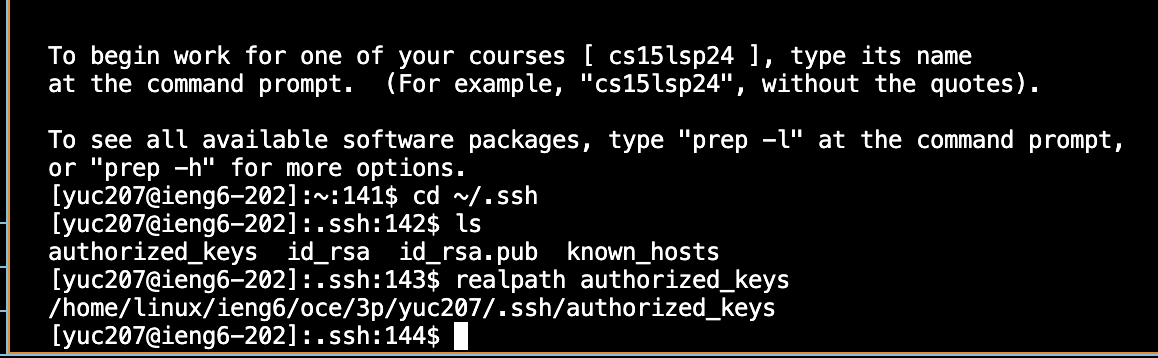 To begin work for one of your courses [ cs15lsp24 ], type its name
at the command prompt.  (For example, "cs15lsp24", without the quotes).
To see all available software packages, type "prep -l" at the command prompt,
or "prep -h" for more options.
[yuc207@ieng6-202]:~:141$ cd ~/.ssh
[yuc207@ieng6-202]:.ssh:142$ ls
authorized_keys  id_rsa  id_rsa.pub  known_hosts
[yuc207@ieng6-202]:.ssh:143$ realpath authorized_keys
/home/linux/ieng6/oce/3p/yuc207/.ssh/authorized_keys
[yuc207@ieng6-202]:.ssh:144$